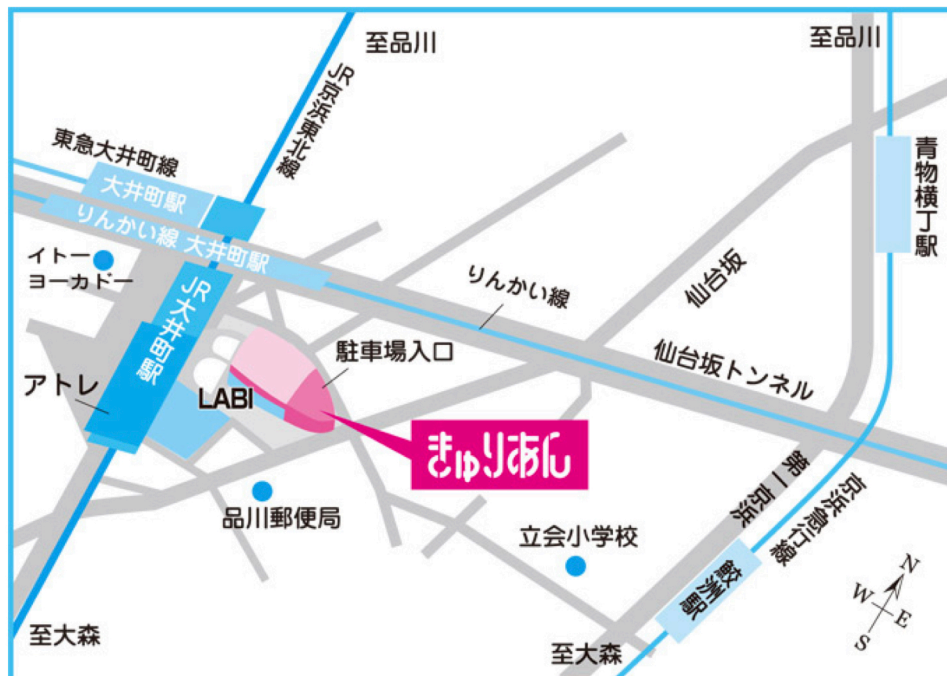 至品川
至品川
JR京浜東北線
東急大井町線
大井町駅
りんかい線 大井町駅
青物横丁駅
イトー
ヨーカドー
JR大井町駅
りんかい線
仙台坂
駐車場入口
仙台坂トンネル
アトレ
LABI
きゅりあん
第一京浜
京浜急行線
品川郵便局
立会小学校
鮫洲駅
至大森
至大森
N
W
E
S